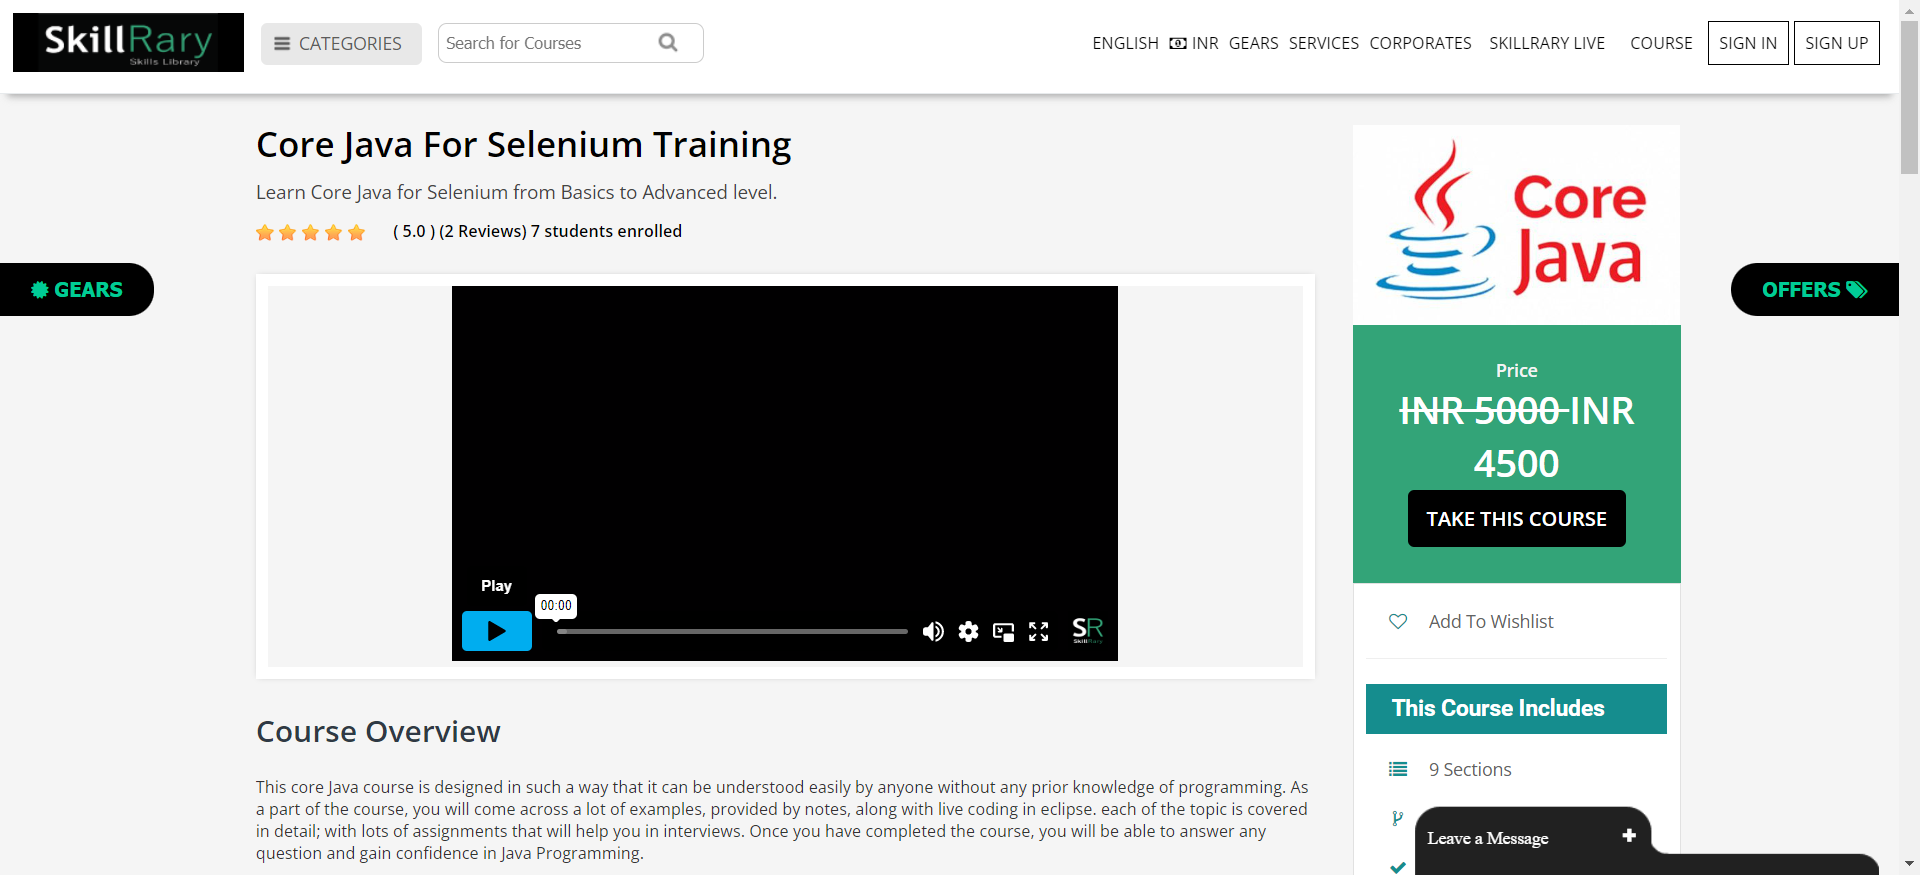 SkillRary
Skills Library
CATEGORIES
Search for Courses
ENGLISH INR GEARS SERVICES CORPORATES SKILLRARY LIVE COURSE SIGN IN SIGN UP
Core Java For Selenium Training
Learn Core Java for Selenium from Basics to Advanced level.
( 5.0 ) (2 Reviews) 7 students enrolled
GEARS
OFFERS
Core
Java
Price
INR 5000 INR
4500
TAKE THIS COURSE
Play
00:00
SR
SkillRary
Add To Wishlist
This Course Includes
9 Sections
Course Overview
This core Java course is designed in such a way that it can be understood easily by anyone without any prior knowledge of programming. As
a part of the course, you will come across a lot of examples, provided by notes, along with live coding in eclipse. each of the topic is covered
in detail; with lots of assignments that will help you in interviews. Once you have completed the course, you will be able to answer any
question and gain confidence in Java Programming.
Leave a Message